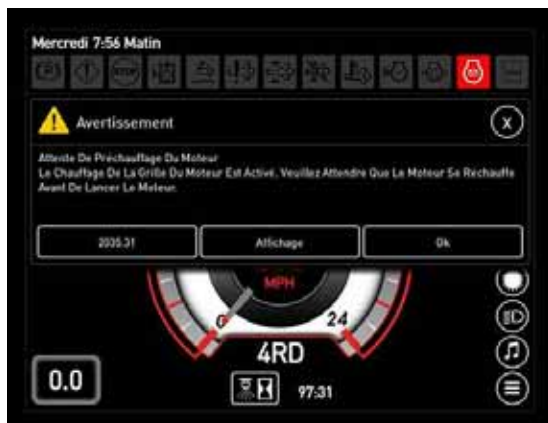 Mercredi 7:56 Matin
STOP
Avertissement
X
Attente De Préchauffage Du Moteur
Le Chauffage De La Grille Du Moteur Est Activé. Veuillez Attendre Que Le Moteur Se Réchauffe
Avant De Lancer Le Moteur.
2035.31 Affichage Ok
MPH
0 24
4RD
0.0 97:31